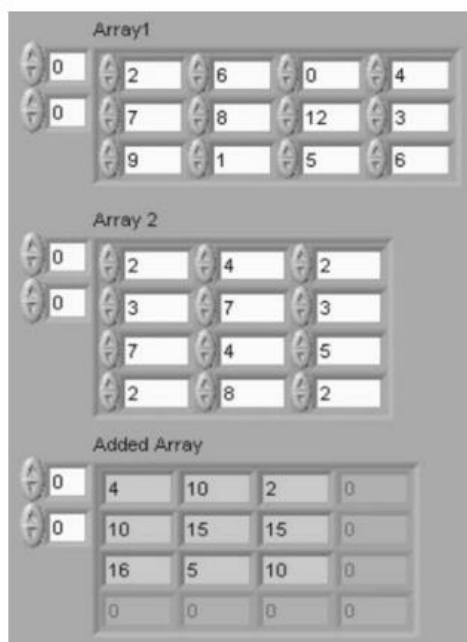 Array1
0 2 6 0 4
0 7 8 12 3
9 1 5 6
Array 2
0 2 4 2
0 3 7 3
7 4 5
2 8 2
Added Array
0 4 10 2 0
0 10 15 15 0
16 5 10 0
0 0 0 0